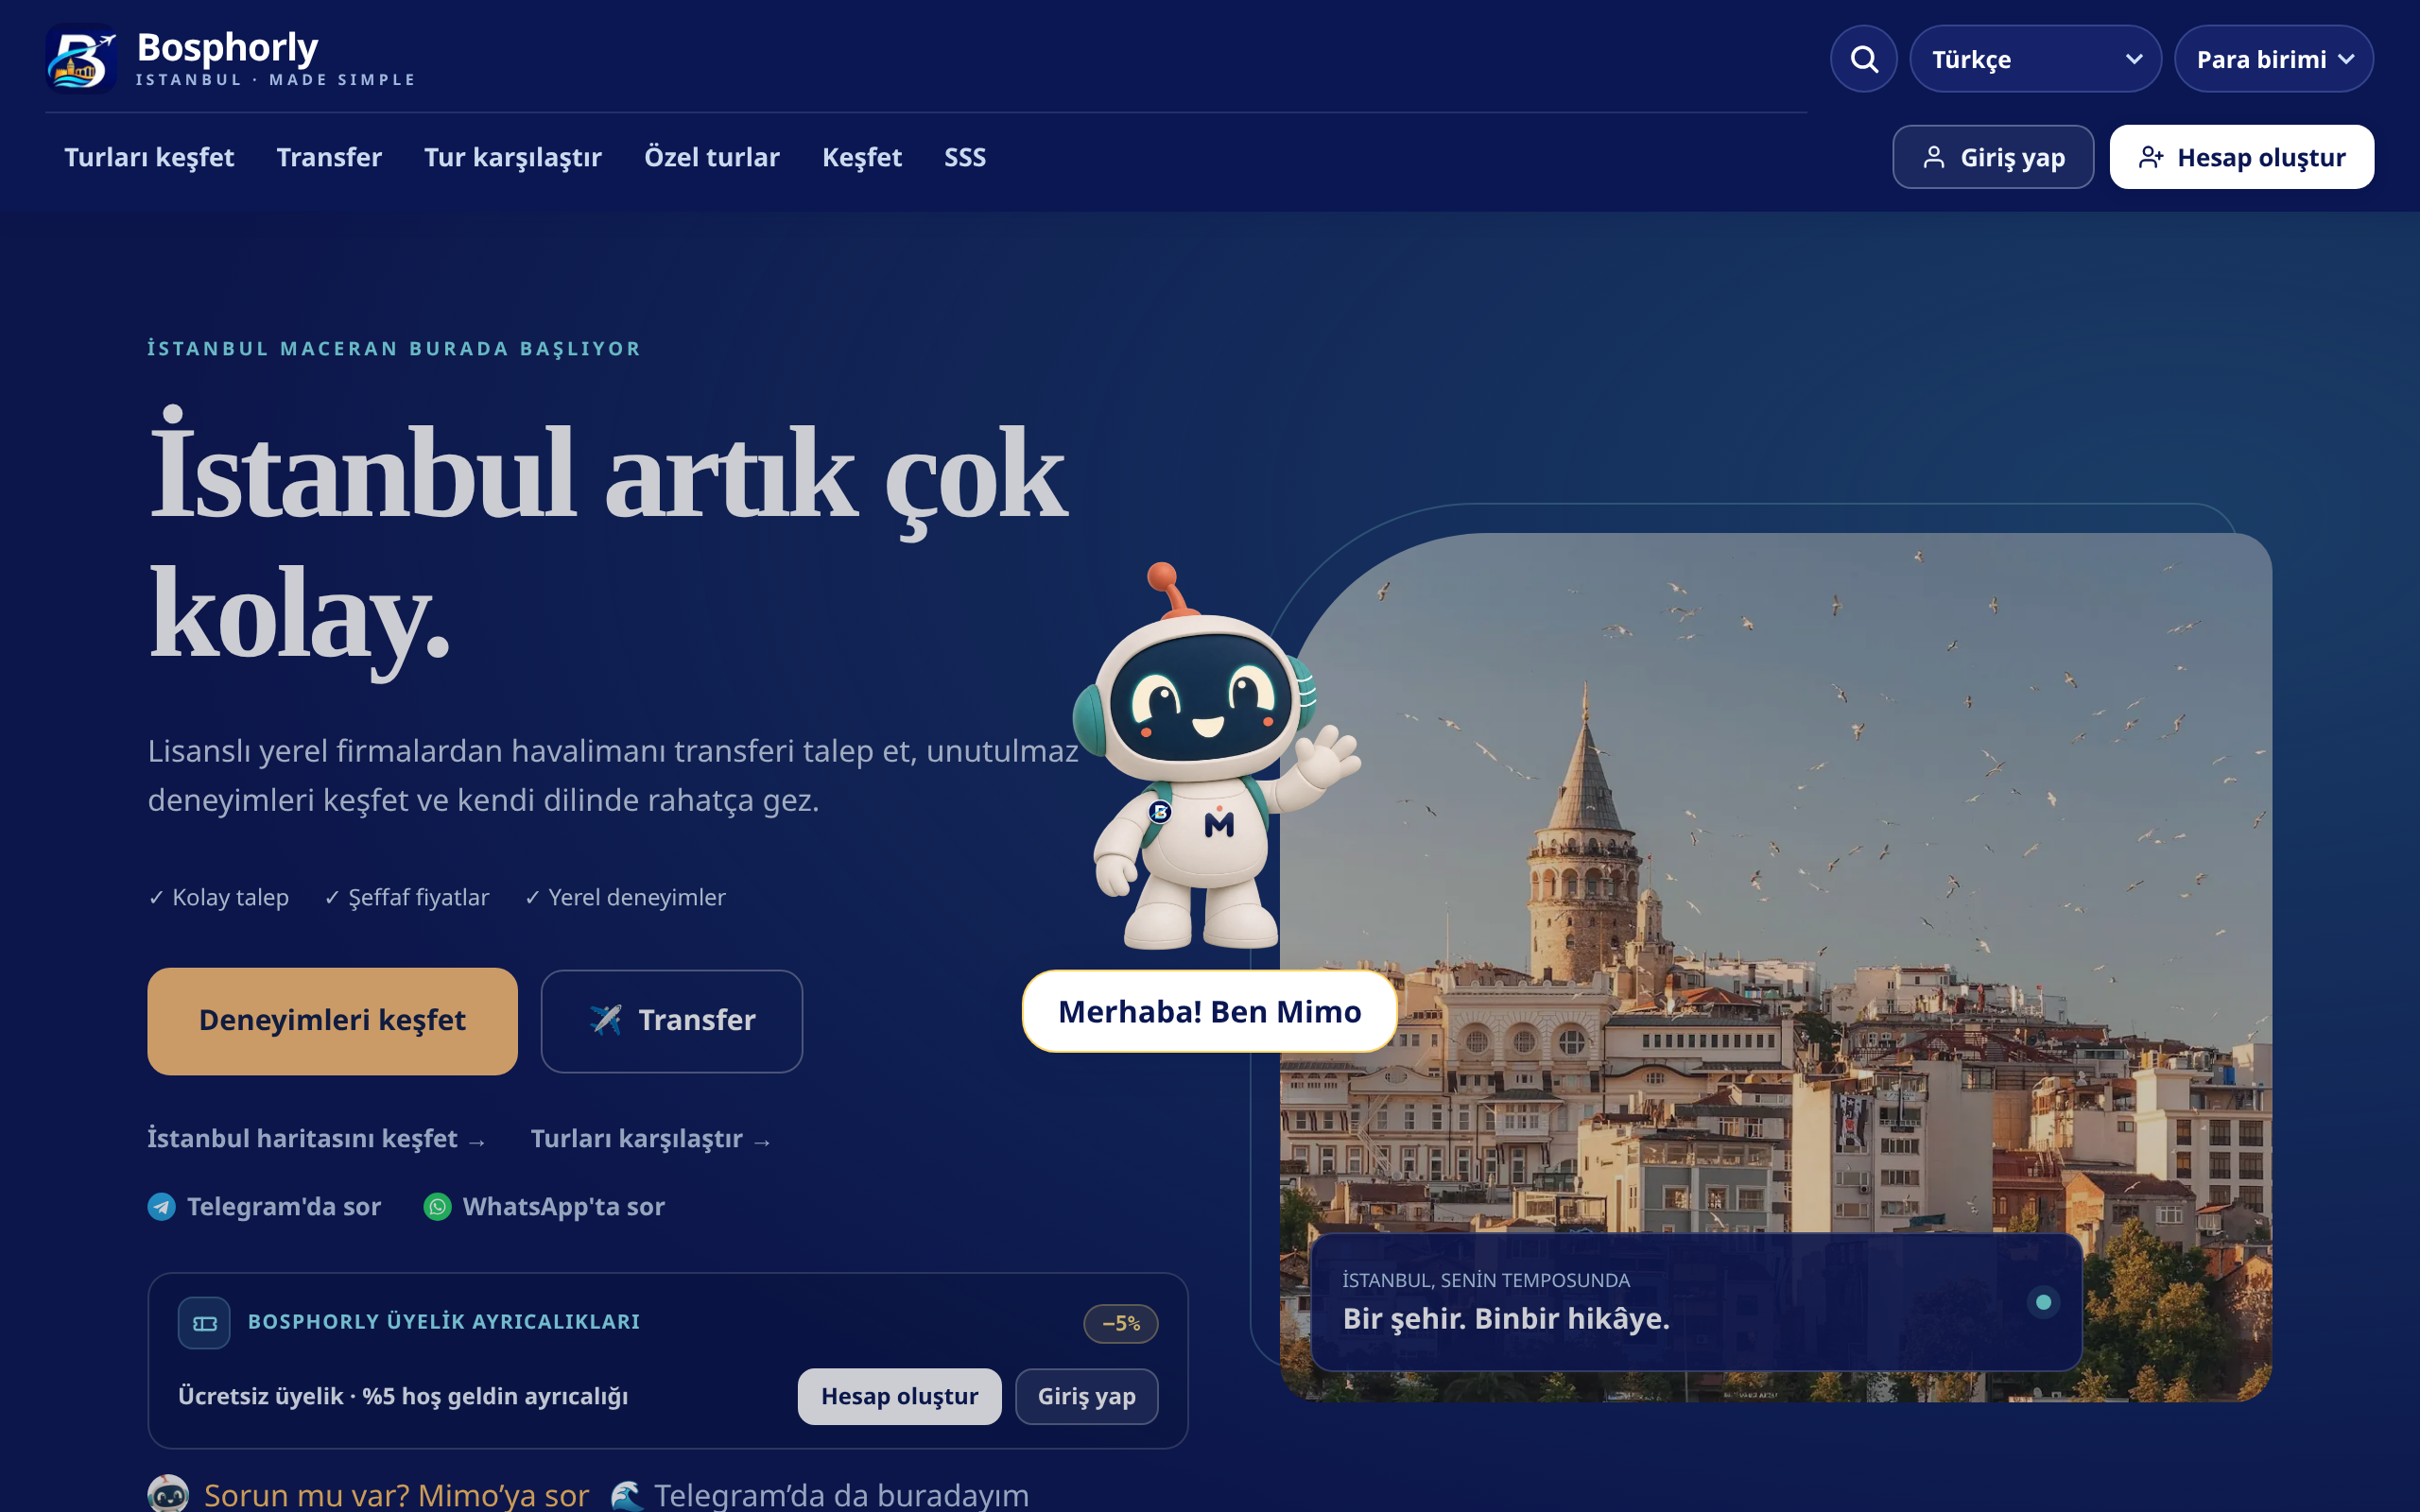 Bosphorly
ISTANBUL · MADE SIMPLE
Türkçe
Para birimi
Turları keşfet
Transfer
Tur karşılaştır
Özel turlar
Keşfet
SSS
Giriş yap
Hesap oluştur
İSTANBUL MACERAN BURADA BAŞLIYOR
İstanbul artık çok
kolay.
Lisanslı yerel firmalardan havalimanı transferi talep et, unutulmaz
deneyimleri keşfet ve kendi dilinde rahatça gez.
✓ Kolay talep
✓ Şeffaf fiyatlar
✓ Yerel deneyimler
B
M
Merhaba! Ben Mimo
Deneyimleri keşfet
Transfer
İstanbul haritasını keşfet →
Turları karşılaştır →
Telegram'da sor
WhatsApp'ta sor
BOSPHORLY ÜYELİK AYRICALIKLARI
−5%
Ücretsiz üyelik · %5 hoş geldin ayrıcalığı
Hesap oluştur
Giriş yap
İSTANBUL, SENİN TEMPOSUNDA
Bir şehir. Binbir hikâye.
Sorun mu var? Mimo’ya sor
Telegram’da da buradayım